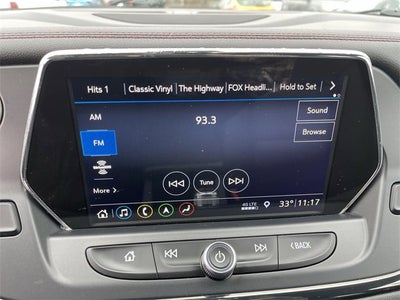 Hits 1 Classic Vinyl The Highway FOX Headli... Hold to Set
AM
93.3
Sound
FM
Browse
More
Tune
4G LTE 33° 11:17
BACK